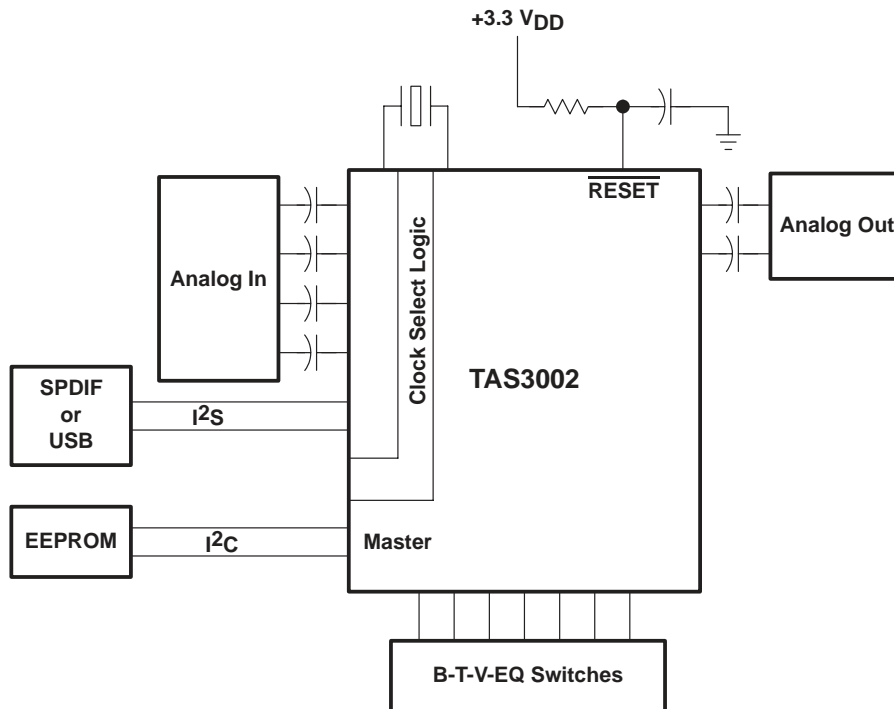 +3.3 VDD
RESET
Analog In
Clock Select Logic
Analog Out
TAS3002
SPDIF
or
USB
I2S
EEPROM
I2C
Master
B-T-V-EQ Switches